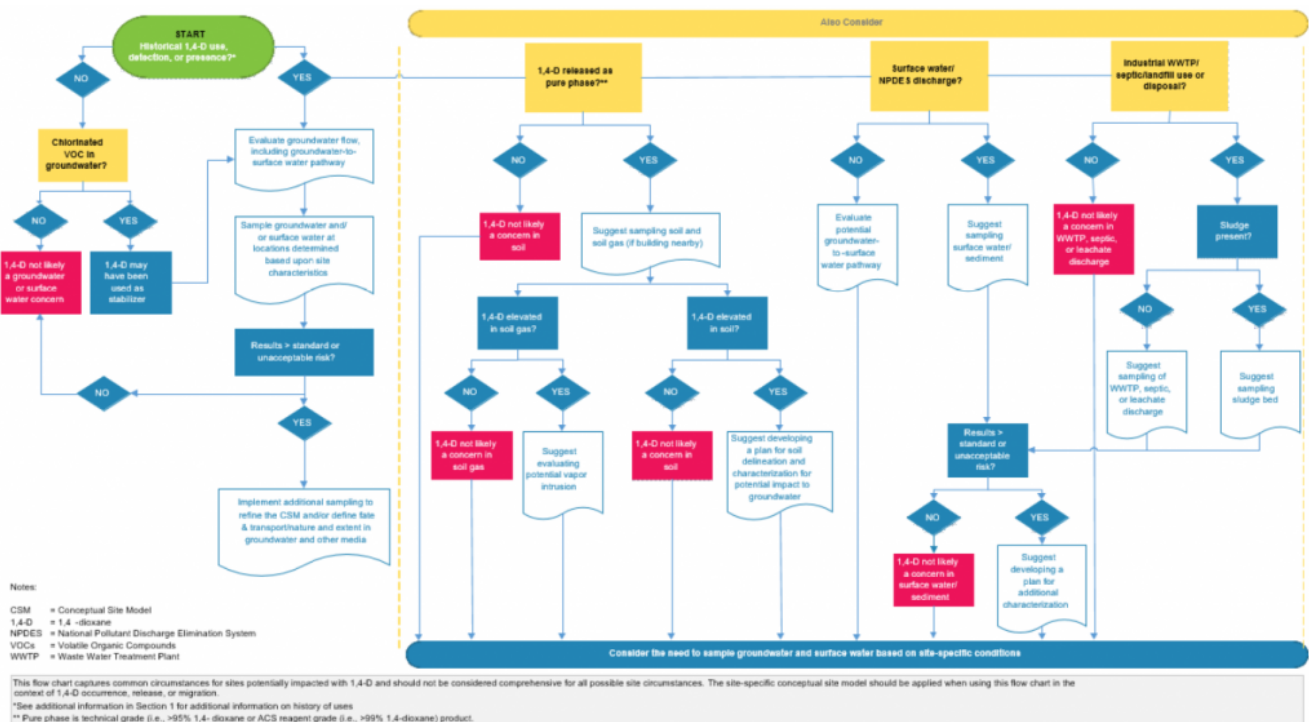 Also Consider
START
Historical 1,4-D use,
detection, or presence?*
NO
YES
Chlorinated
VOC in
groundwater?
NO
YES
1,4-D not likely
a groundwater
or surface
water concern
1,4-D may
have been
used as
stabilizer
Evaluate groundwater flow,
including groundwater-to-
surface water pathway
Sample groundwater and/
or surface water at
locations determined
based upon site
characteristics
Results > standard or
unacceptable risk?
NO
YES
Implement additional sampling to
refine the CSM and/or define fate
& transport/nature and extent in
groundwater and other media
1,4-D released as
pure phase?**
NO
YES
1,4-D not likely
a concern in
soil
Suggest sampling soil and
soil gas (if building nearby)
1,4-D elevated
in soil gas?
NO
YES
1,4-D not likely
a concern in
soil gas
Suggest
evaluating
potential vapor
intrusion
1,4-D elevated
in soil?
NO
YES
1,4-D not likely
a concern in
soil
Suggest developing
a plan for soil
delineation and
characterization for
potential impact to
groundwater
Surface water/
NPDES discharge?
NO
YES
Evaluate
potential
groundwater-
to-surface
water pathway
Suggest
sampling
surface water/
sediment
Results >
standard or
unacceptable
risk?
NO
YES
1,4-D not likely
a concern in
surface water/
sediment
Suggest
developing a
plan for
additional
characterization
Industrial WWTP/
septic/landfill use or
disposal?
NO
YES
1,4-D not likely
a concern in
WWTP, septic,
or leachate
discharge
Sludge
present?
NO
YES
Suggest
sampling of
WWTP, septic,
or leachate
discharge
Suggest
sampling
sludge bed
Consider the need to sample groundwater and surface water based on site-specific conditions
Notes:
CSM = Conceptual Site Model
1,4-D = 1,4 -dioxane
NPDES = National Pollutant Discharge Elimination System
VOCs = Volatile Organic Compounds
WWTP = Waste Water Treatment Plant
This flow chart captures common circumstances for sites potentially impacted with 1,4-D and should not be considered comprehensive for all possible site circumstances. The site-specific conceptual site model should be applied when using this flow chart in the
context of 1,4-D occurrence, release, or migration.
*See additional information in Section 1 for additional information on history of uses
** Pure phase is technical grade (i.e., >95% 1,4- dioxane or ACS reagent grade (i.e., >99% 1,4-dioxane) product.